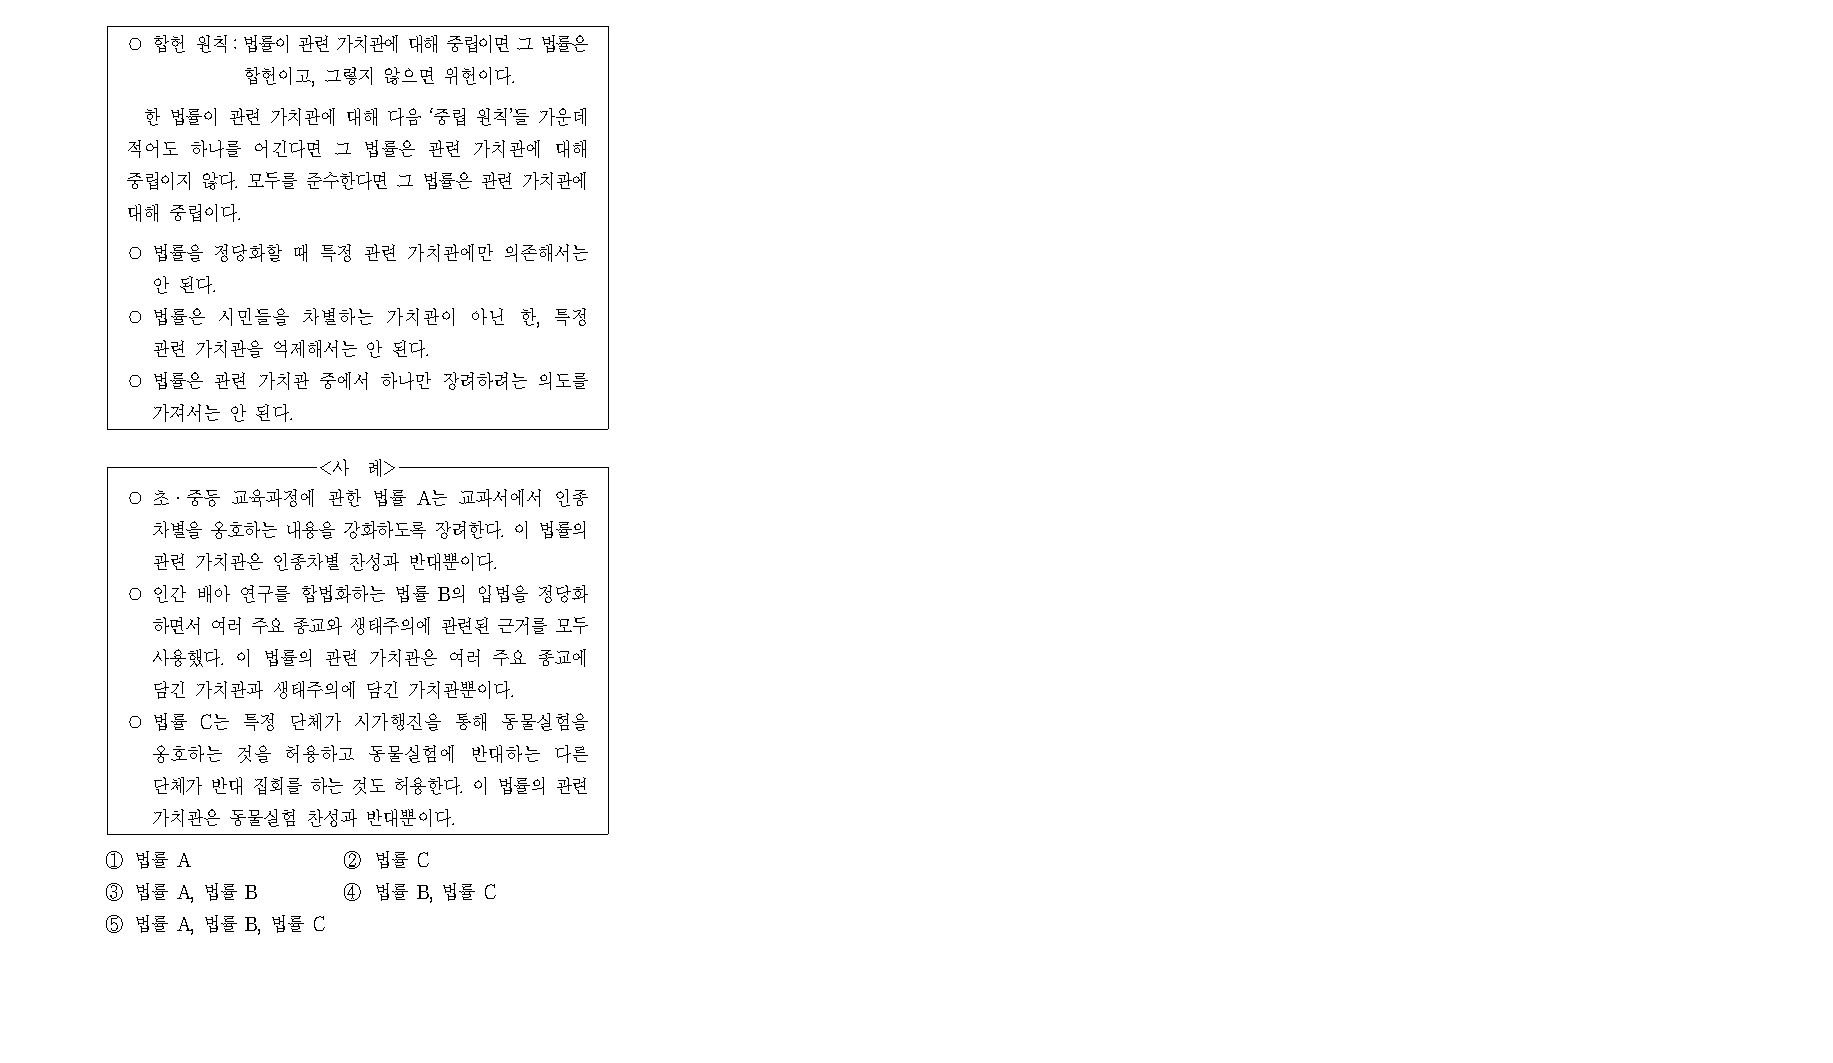 ○ 합헌 원칙: 법률이 관련 가치관에 대해 중립이면 그 법률은
합헌이고, 그렇지 않으면 위헌이다.
한 법률이 관련 가치관에 대해 다음 ‘중립 원칙’들 가운데
적어도 하나를 어긴다면 그 법률은 관련 가치관에 대해
중립이지 않다. 모두를 준수한다면 그 법률은 관련 가치관에
대해 중립이다.
○ 법률을 정당화할 때 특정 관련 가치관에만 의존해서는
안 된다.
○ 법률은 시민들을 차별하는 가치관이 아닌 한, 특정
관련 가치관을 억제해서는 안 된다.
○ 법률은 관련 가치관 중에서 하나만 장려하려는 의도를
가져서는 안 된다.
<사 례>
○ 초ㆍ중등 교육과정에 관한 법률 A는 교과서에서 인종
차별을 옹호하는 내용을 강화하도록 장려한다. 이 법률의
관련 가치관은 인종차별 찬성과 반대뿐이다.
○ 인간 배아 연구를 합법화하는 법률 B의 입법을 정당화
하면서 여러 주요 종교와 생태주의에 관련된 근거를 모두
사용했다. 이 법률의 관련 가치관은 여러 주요 종교에
담긴 가치관과 생태주의에 담긴 가치관뿐이다.
○ 법률 C는 특정 단체가 시가행진을 통해 동물실험을
옹호하는 것을 허용하고 동물실험에 반대하는 다른
단체가 반대 집회를 하는 것도 허용한다. 이 법률의 관련
가치관은 동물실험 찬성과 반대뿐이다.
① 법률 A ② 법률 C
③ 법률 A, 법률 B ④ 법률 B, 법률 C
⑤ 법률 A, 법률 B, 법률 C